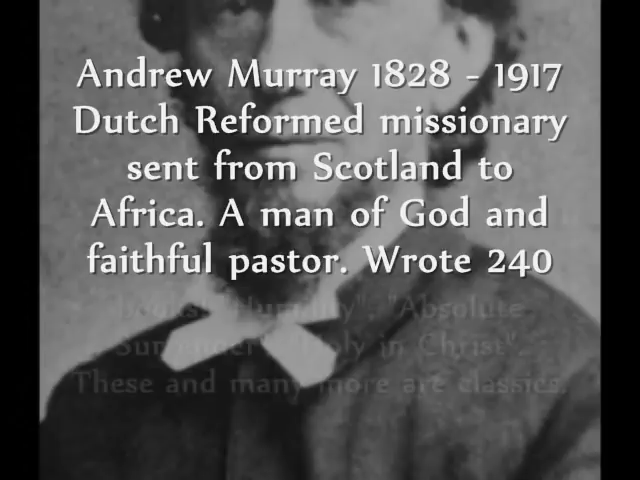 Andrew Murray 1828 - 1917
Dutch Reformed missionary
sent from Scotland to
Africa. A man of God and
faithful pastor. Wrote 240
books! "Humility", "Absolute
Surrender", "Holy in Christ".
These and many more are classics.